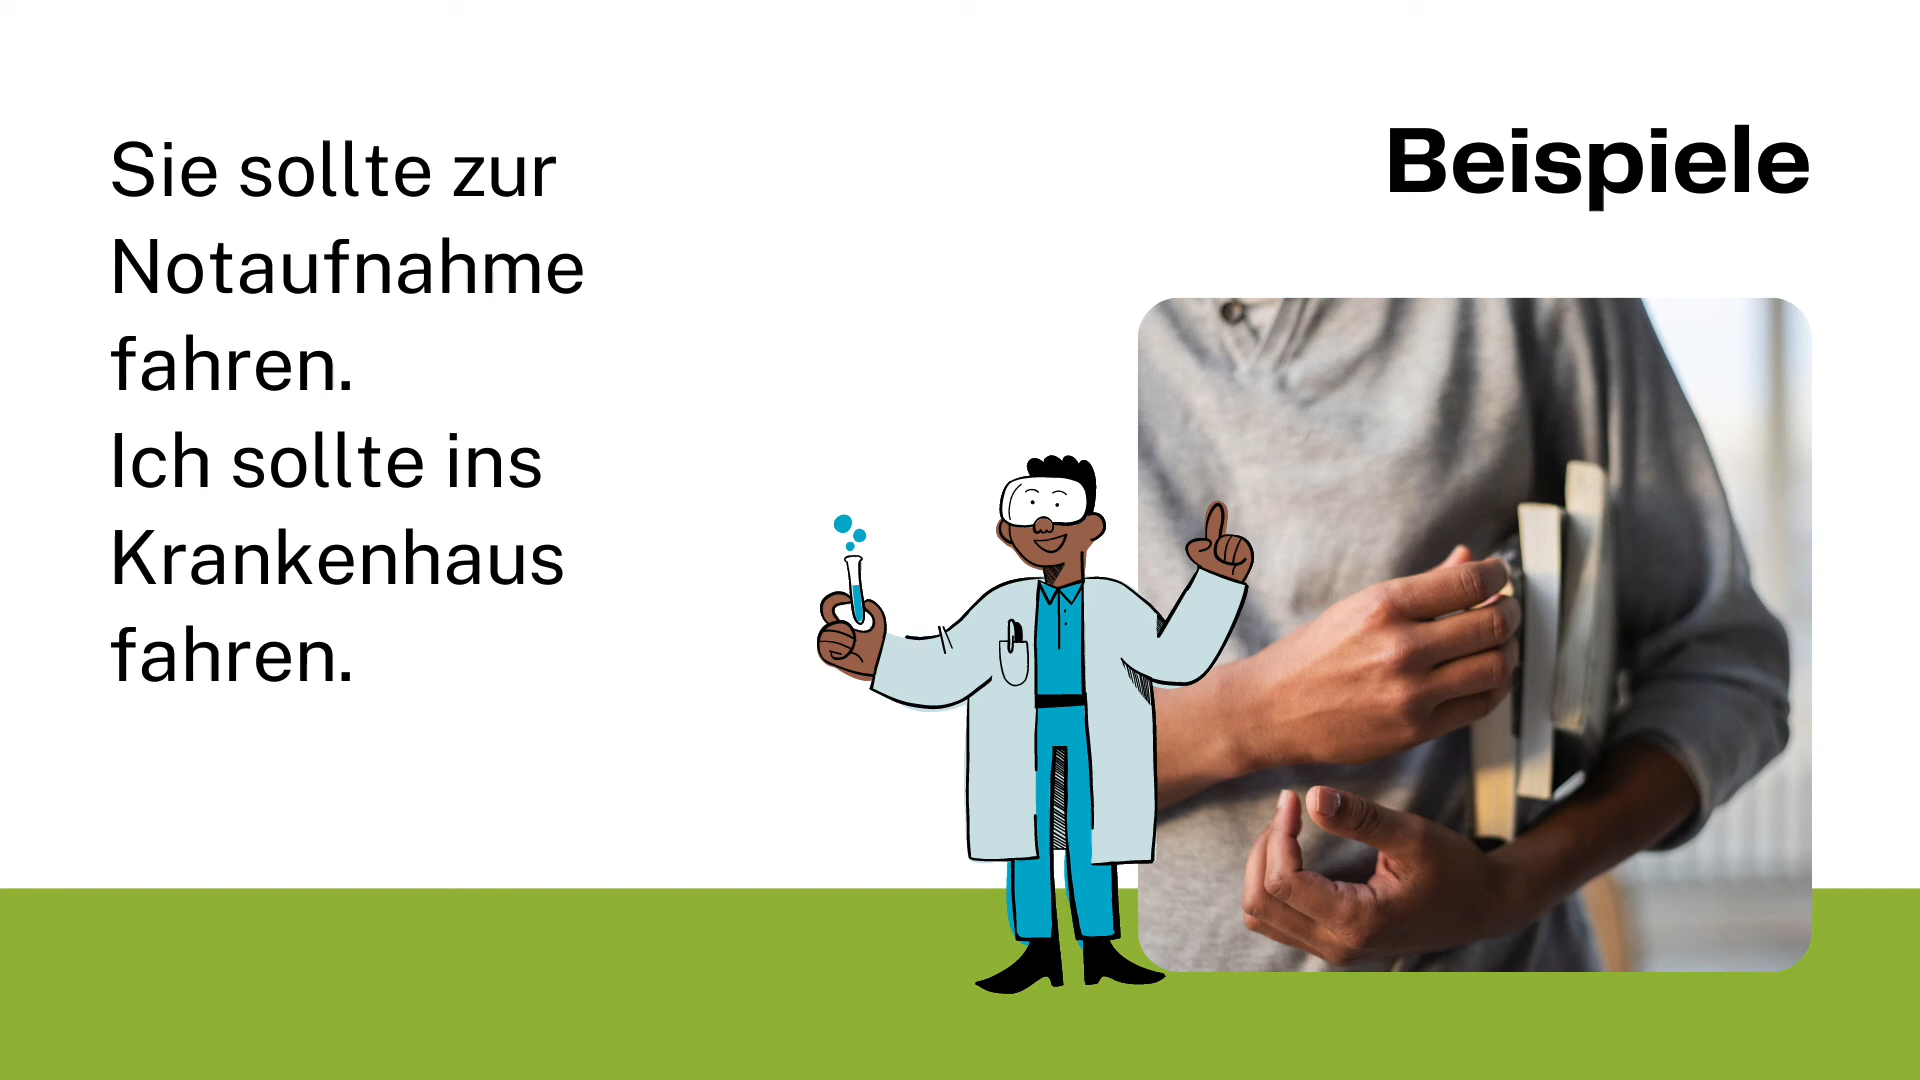 Beispiele
Sie sollte zur
Notaufnahme
fahren.
Ich sollte ins
Krankenhaus
fahren.